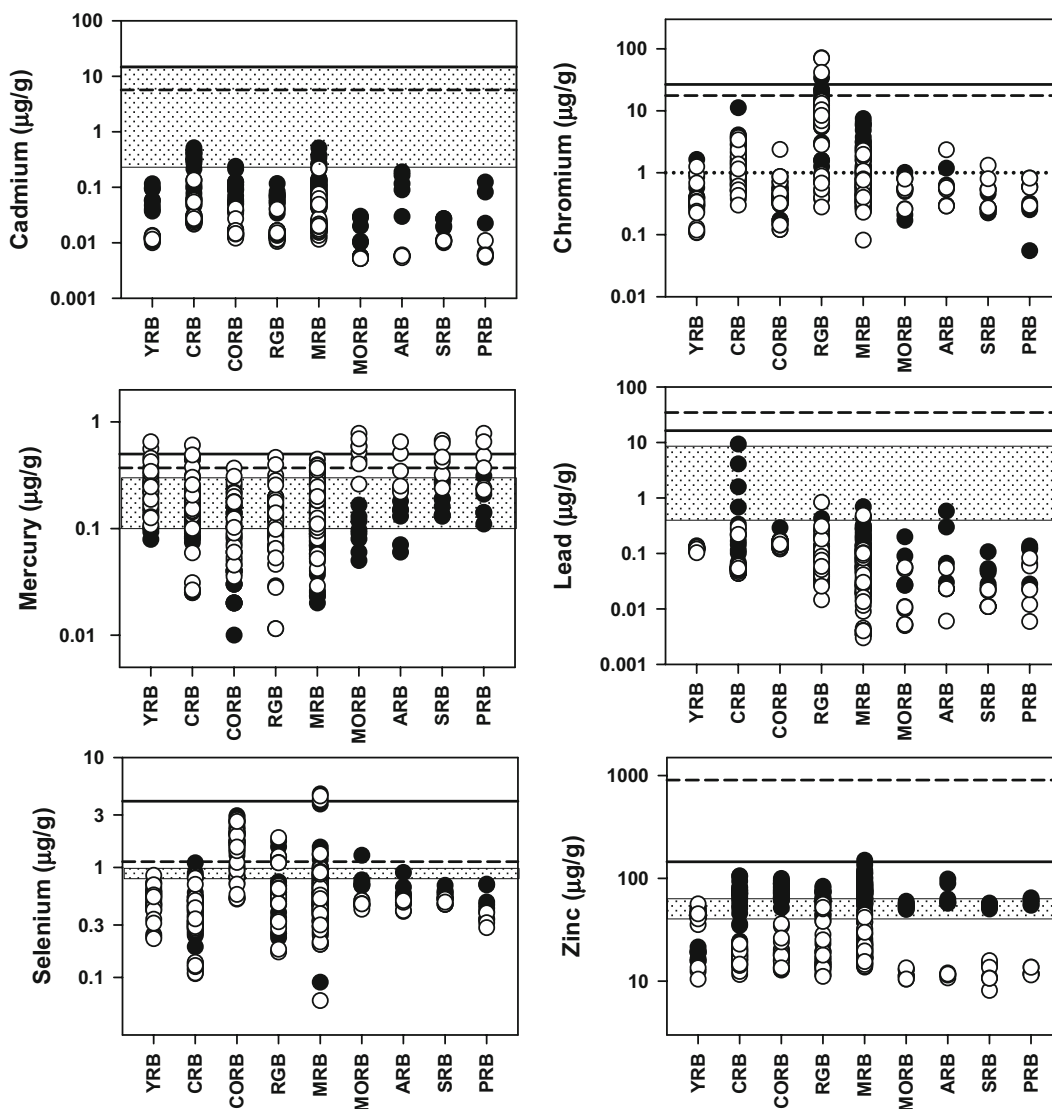 Cadmium (µg/g)
100
10
1
0.1
0.01
0.001
YRB CRB CORB RGB MRB MORB ARB SRB PRB
Chromium (µg/g)
100
10
1
0.1
0.01
YRB CRB CORB RGB MRB MORB ARB SRB PRB
Mercury (µg/g)
1
0.1
0.01
YRB CRB CORB RGB MRB MORB ARB SRB PRB
Lead (µg/g)
100
10
1
0.1
0.01
0.001
YRB CRB CORB RGB MRB MORB ARB SRB PRB
Selenium (µg/g)
10
3
1
0.3
0.1
YRB CRB CORB RGB MRB MORB ARB SRB PRB
Zinc (µg/g)
1000
100
10
YRB CRB CORB RGB MRB MORB ARB SRB PRB